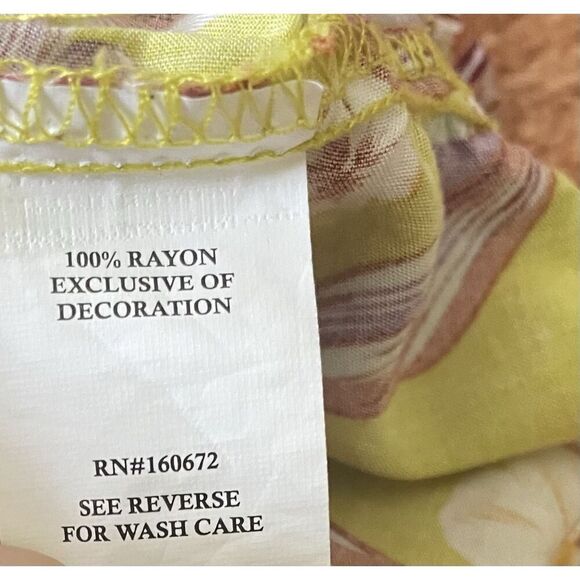 100% RAYON
EXCLUSIVE OF
DECORATION
RN#160672
SEE REVERSE
FOR WASH CARE